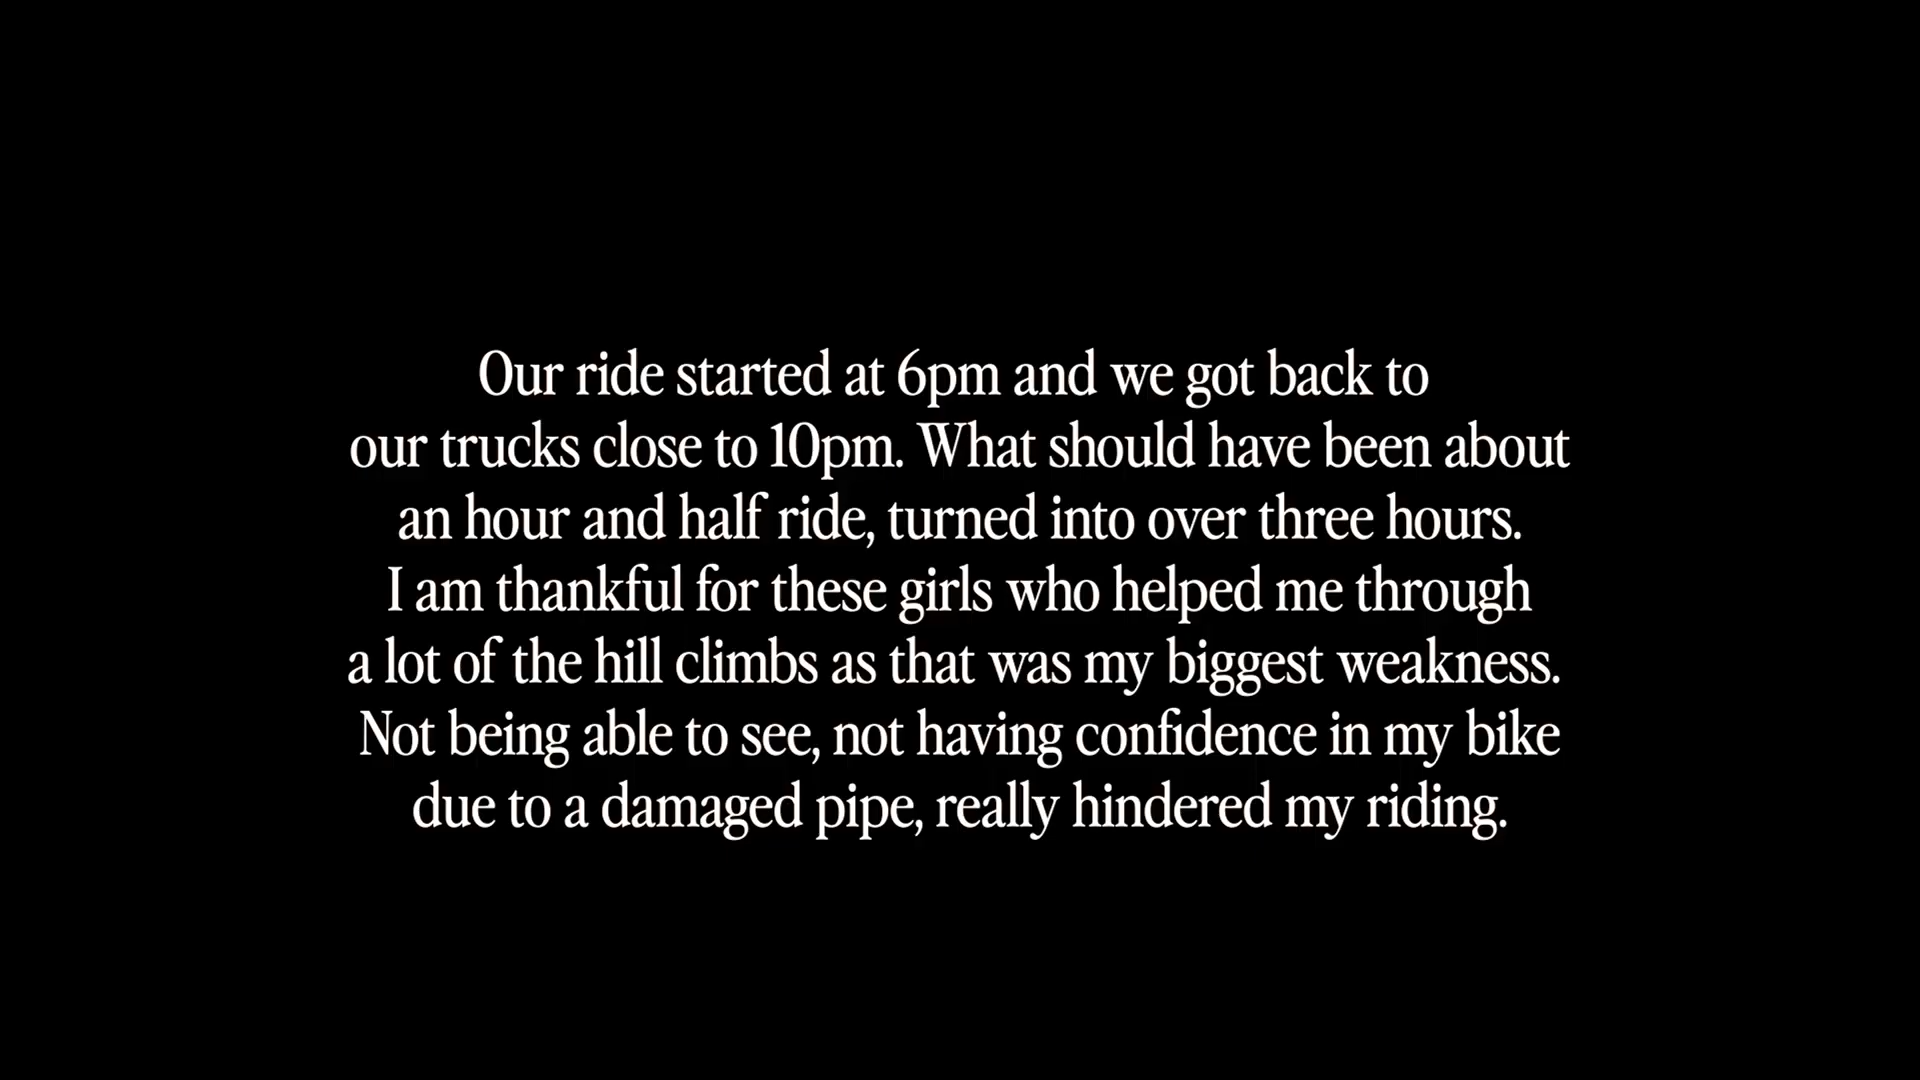 Our ride started at 6pm and we got back to
our trucks close to 10pm. What should have been about
an hour and half ride, turned into over three hours.
I am thankful for these girls who helped me through
a lot of the hill climbs as that was my biggest weakness.
Not being able to see, not having confidence in my bike
due to a damaged pipe, really hindered my riding.